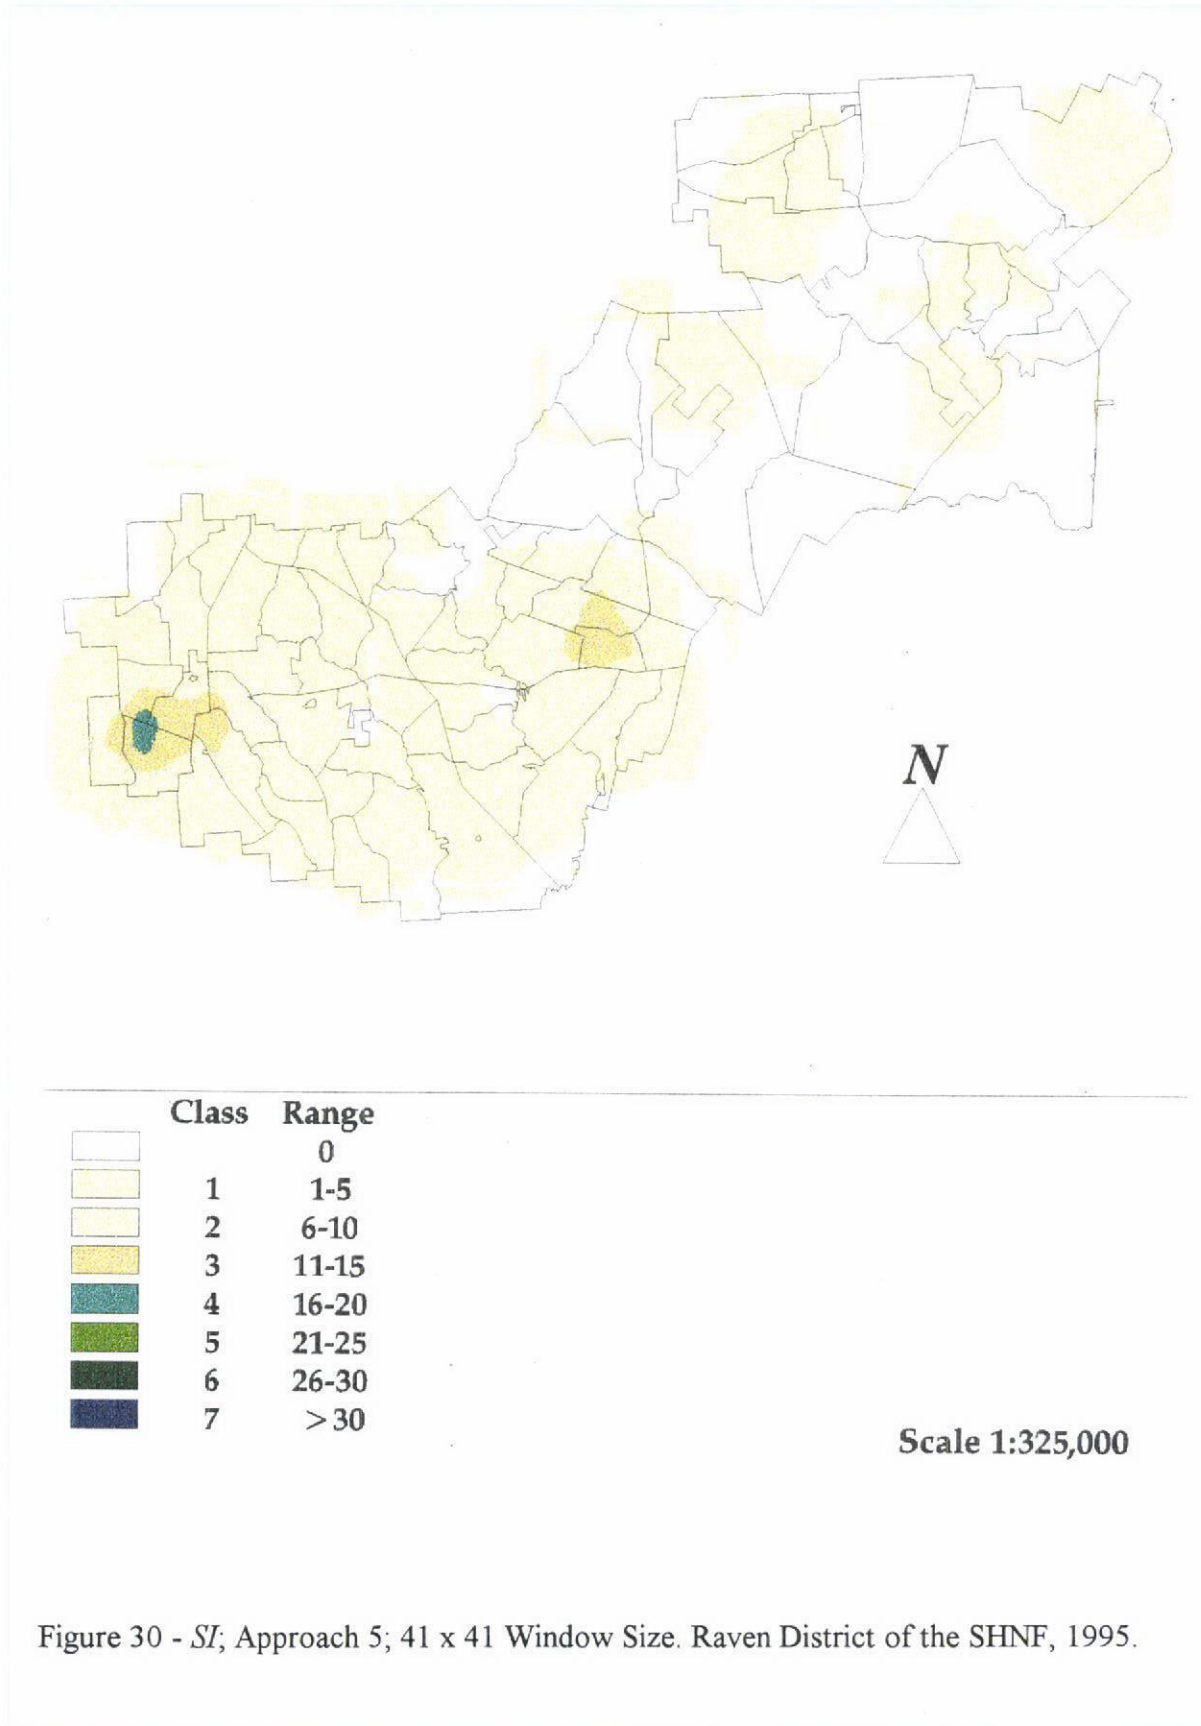 N
Class Range
0
1 1-5
2 6-10
3 11-15
4 16-20
5 21-25
6 26-30
7 >30
Scale 1:325,000
Figure 30 - SI; Approach 5; 41 x 41 Window Size. Raven District of the SHNF, 1995.